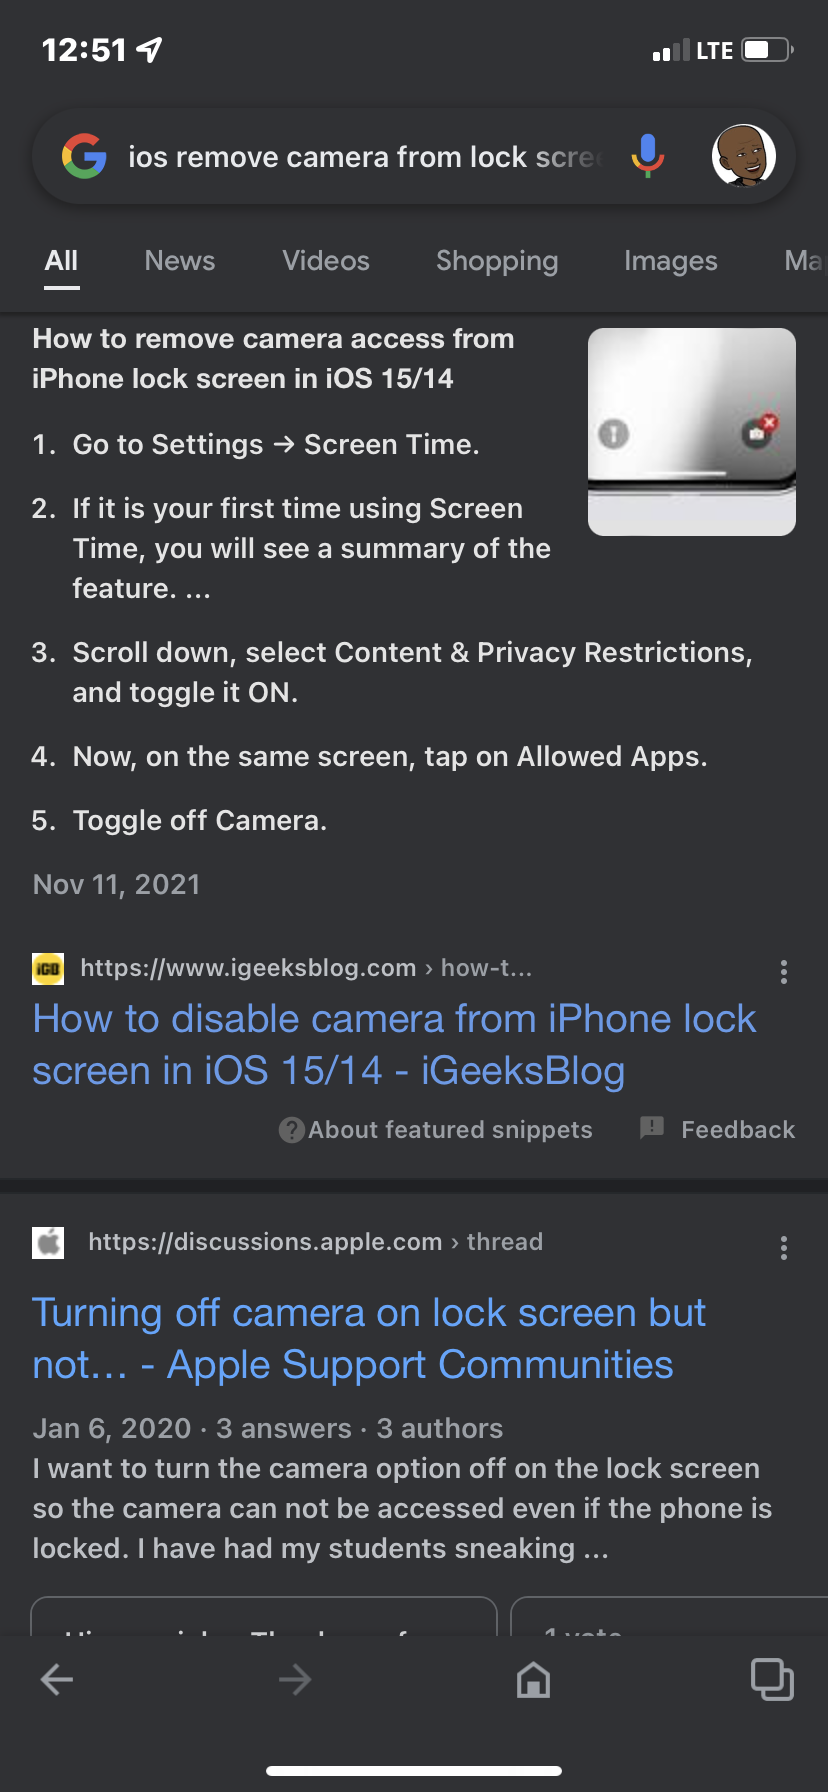 12:51
LTE
ios remove camera from lock scree
All News Videos Shopping Images Ma
How to remove camera access from
iPhone lock screen in iOS 15/14
1. Go to Settings → Screen Time.
2. If it is your first time using Screen
Time, you will see a summary of the
feature. ...
3. Scroll down, select Content & Privacy Restrictions,
and toggle it ON.
4. Now, on the same screen, tap on Allowed Apps.
5. Toggle off Camera.
Nov 11, 2021
iGB https://www.igeeksblog.com › how-t...
How to disable camera from iPhone lock
screen in iOS 15/14 - iGeeksBlog
About featured snippets Feedback
https://discussions.apple.com › thread
Turning off camera on lock screen but
not... - Apple Support Communities
Jan 6, 2020 · 3 answers · 3 authors
I want to turn the camera option off on the lock screen
so the camera can not be accessed even if the phone is
locked. I have had my students sneaking ...
1 vote